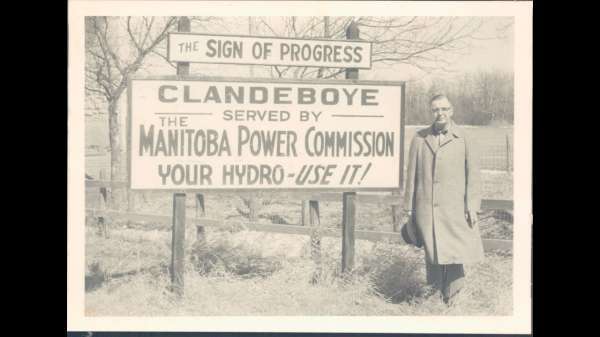 THE SIGN OF PROGRESS
CLANDEBOYE
SERVED BY
THE MANITOBA POWER COMMISSION
YOUR HYDRO-USE IT!